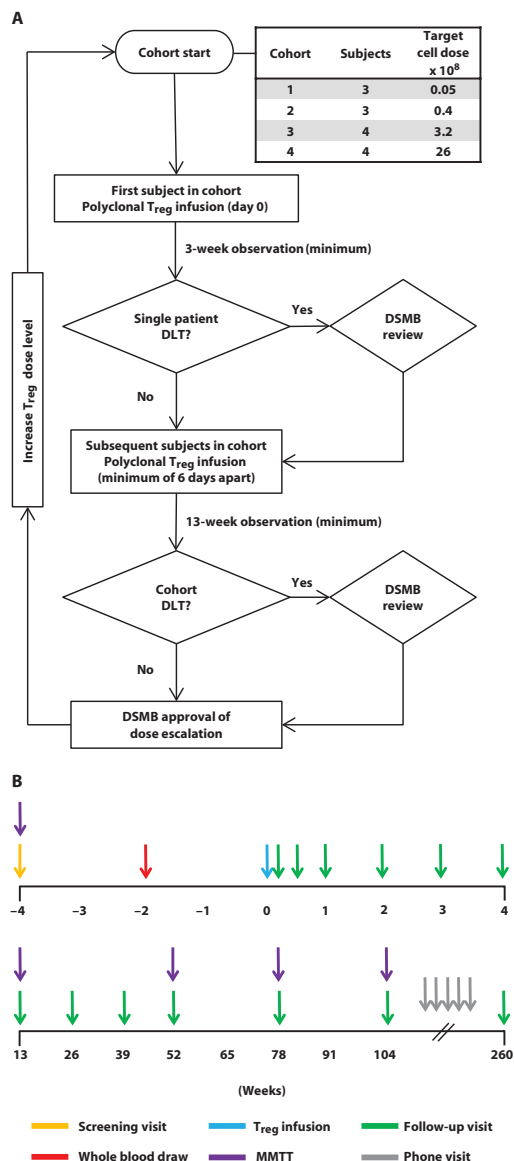 A
Cohort start
Cohort Subjects Target cell dose x 10⁸
1 3 0.05
2 3 0.4
3 4 3.2
4 4 26
First subject in cohort
Polyclonal Treg infusion (day 0)
3-week observation (minimum)
Single patient
DLT?
Yes
DSMB
review
No
Increase Treg dose level
Subsequent subjects in cohort
Polyclonal Treg infusion
(minimum of 6 days apart)
13-week observation (minimum)
Cohort
DLT?
Yes
DSMB
review
No
DSMB approval of
dose escalation
B
–4 –3 –2 –1 0 1 2 3 4
13 26 39 52 65 78 91 104 260
(Weeks)
Screening visit Treg infusion Follow-up visit
Whole blood draw MMTT Phone visit